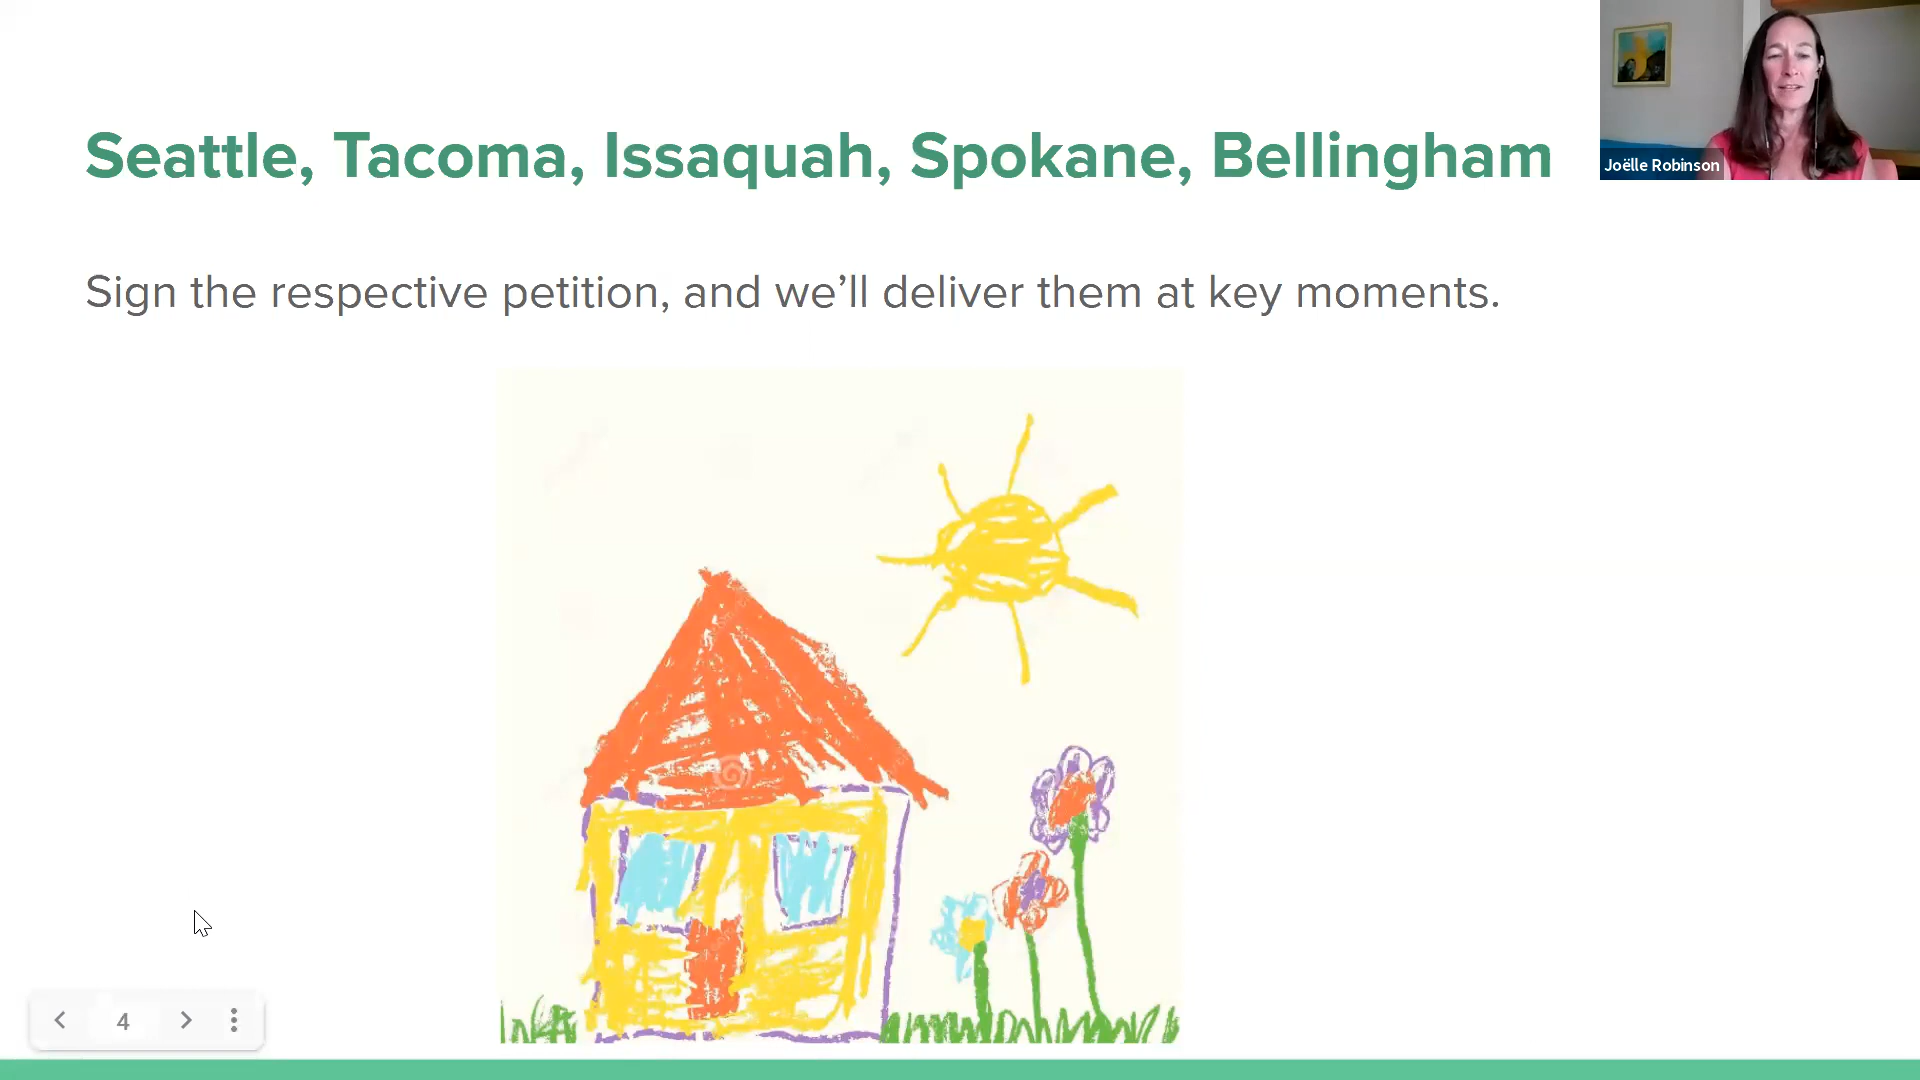 Seattle, Tacoma, Issaquah, Spokane, Bellingham
Joëlle Robinson
Sign the respective petition, and we’ll deliver them at key moments.
4